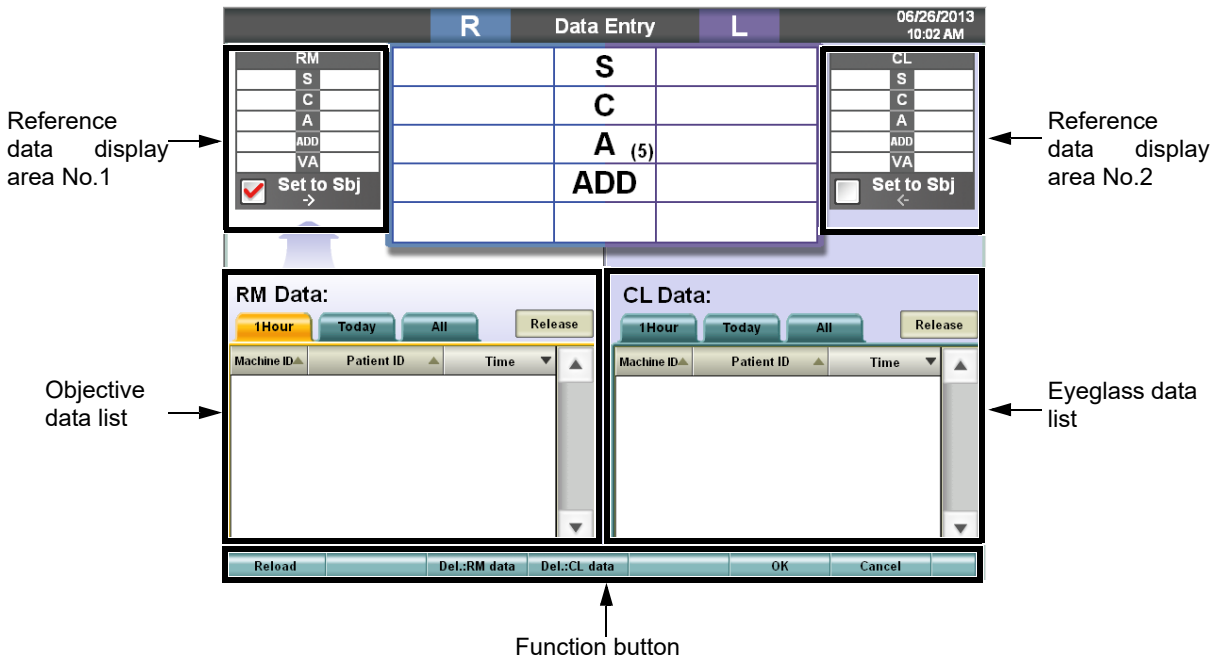 R Data Entry L 06/26/2013
10:02 AM
Reference
data display
area No.1
RM
S
C
A
ADD
VA
Set to Sbj
->
S
C
A (5)
ADD
CL
S
C
A
ADD
VA
Set to Sbj
<-
Reference
data display
area No.2
Objective
data list
RM Data:
1Hour Today All Release
Machine ID Patient ID Time
CL Data:
1Hour Today All Release
Machine ID Patient ID Time
Eyeglass data
list
Reload Del.:RM data Del.:CL data OK Cancel
Function button